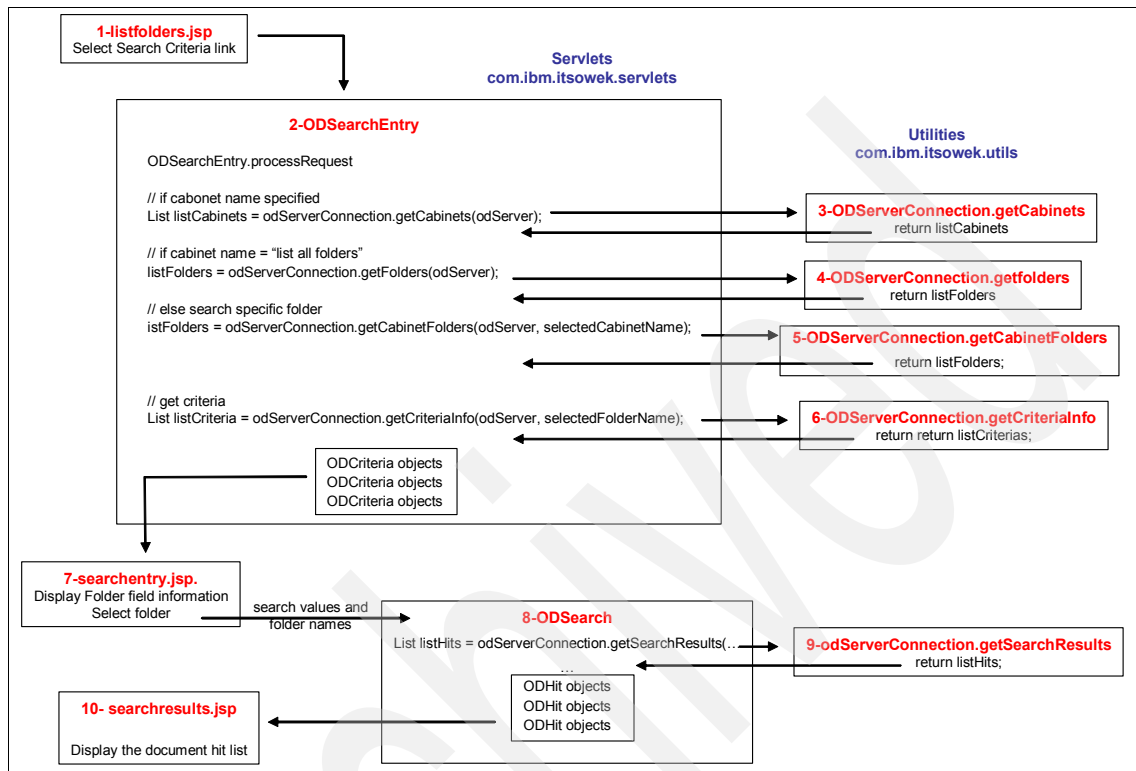 1-listfolders.jsp
Select Search Criteria link
Servlets
com.ibm.itsowek.servlets
2-ODSearchEntry
Utilities
com.ibm.itsowek.utils
ODSearchEntry.processRequest
// if cabonet name specified
List listCabinets = odServerConnection.getCabinets(odServer);
3-ODServerConnection.getCabinets
return listCabinets
// if cabinet name = “list all folders”
listFolders = odServerConnection.getFolders(odServer);
4-ODServerConnection.getfolders
return listFolders
// else search specific folder
istFolders = odServerConnection.getCabinetFolders(odServer, selectedCabinetName);
5-ODServerConnection.getCabinetFolders
return listFolders;
// get criteria
List listCriteria = odServerConnection.getCriteriaInfo(odServer, selectedFolderName);
6-ODServerConnection.getCriteriaInfo
return return listCriterias;
ODCriteria objects
ODCriteria objects
ODCriteria objects
7-searchentry.jsp.
Display Folder field information
Select folder
search values and
folder names
8-ODSearch
List listHits = odServerConnection.getSearchResults(…
…
9-odServerConnection.getSearchResults
return listHits;
ODHit objects
ODHit objects
ODHit objects
10- searchresults.jsp
Display the document hit list